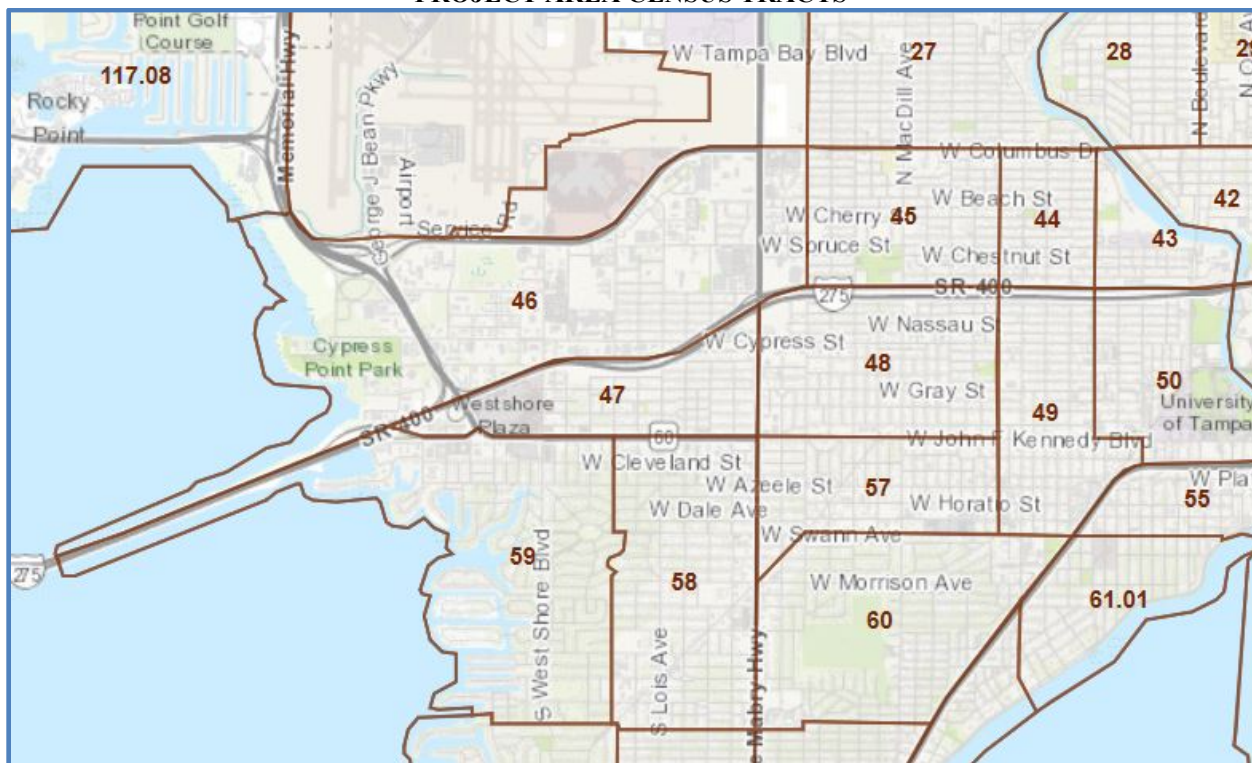 PROJECT AREA CENSUS TRACTS
Point Golf
Course
117.08
Rocky
Point
Memorial Hwy
George J Bean Pkwy
Airport
Service Rd
W Tampa Bay Blvd
27
N MacDill Ave
28
N Boulevard
W Columbus D
W Beach St
W Cherry
45
44
42
43
W Spruce St
W Chestnut St
46
275
SR-400
Cypress
Point Park
W Nassau St
W Cypress St
48
47
W Gray St
50
49
University
of Tampa
Westshore
Plaza
SR-400
60
W John F Kennedy Blvd
W Cleveland St
W Azeele St
57
W Horatio St
W Dale Ave
55
W Swann Ave
275
59
S West Shore Blvd
58
W Morrison Ave
61.01
60
S Lois Ave
Mabry Hwy